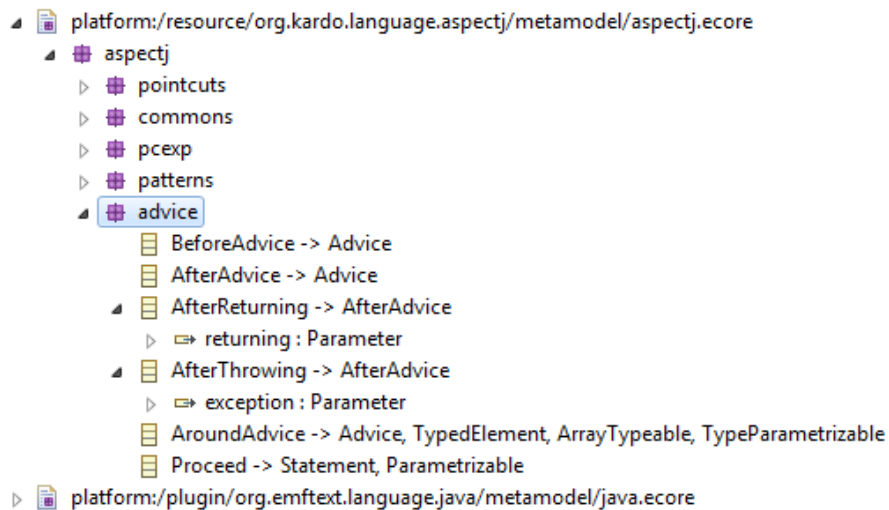 platform:/resource/org.kardo.language.aspectj/metamodel/aspectj.ecore
aspectj
pointcuts
commons
pcexp
patterns
advice
BeforeAdvice -> Advice
AfterAdvice -> Advice
AfterReturning -> AfterAdvice
returning : Parameter
AfterThrowing -> AfterAdvice
exception : Parameter
AroundAdvice -> Advice, TypedElement, ArrayTypeable, TypeParametrizable
Proceed -> Statement, Parametrizable
platform:/plugin/org.emftext.language.java/metamodel/java.ecore